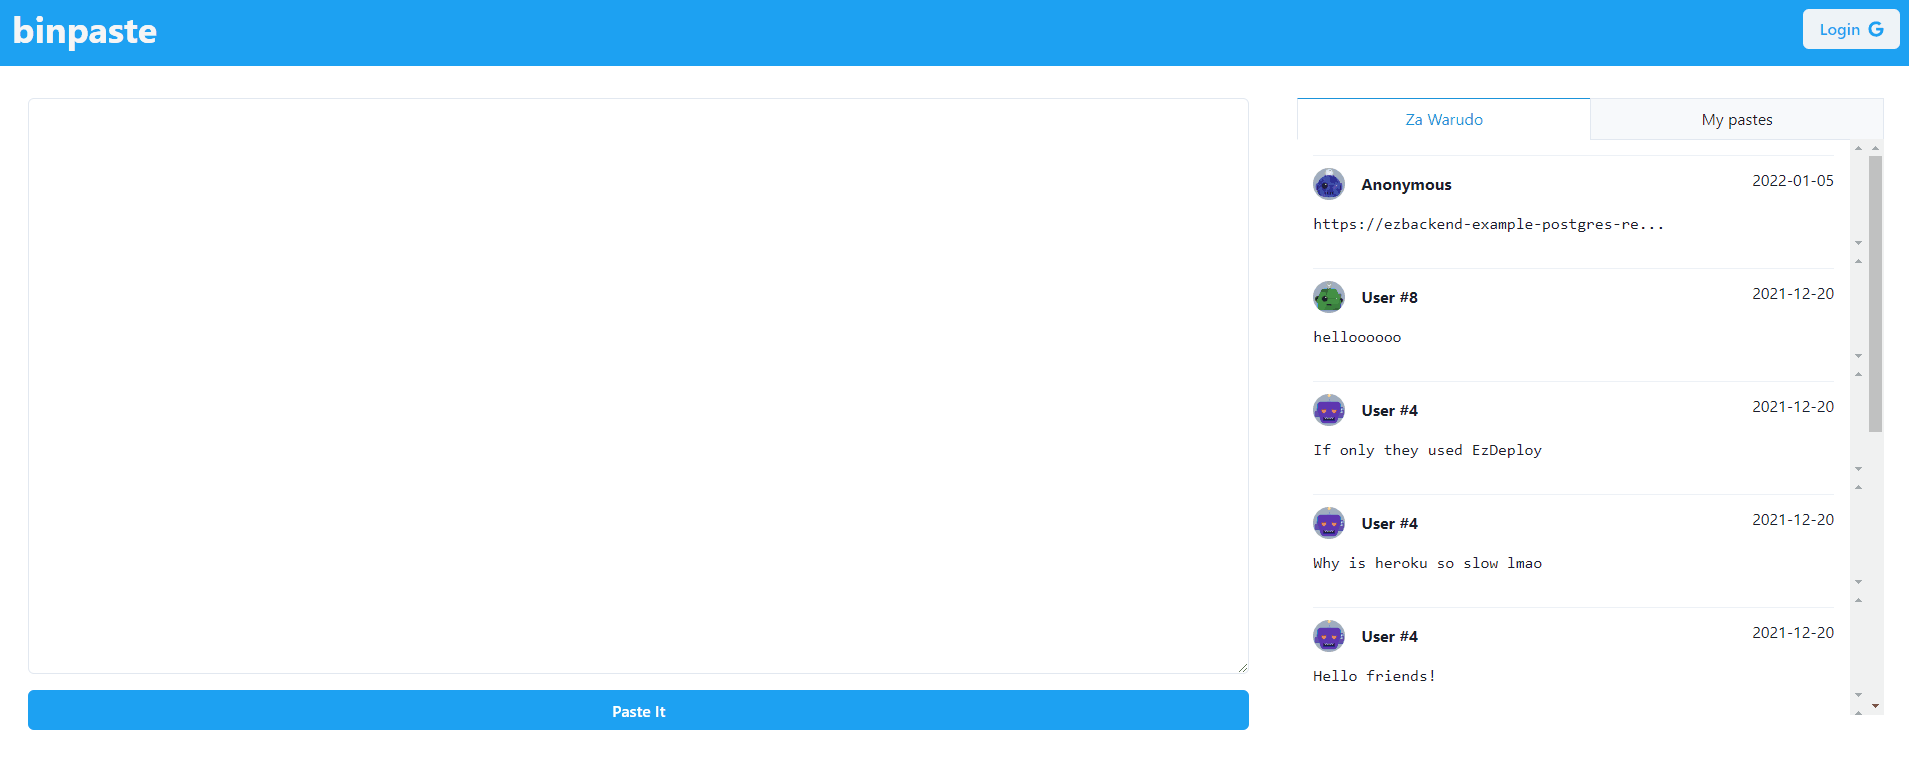 binpaste
Login G
Za Warudo
My pastes
Anonymous
2022-01-05
https://ezbackend-example-postgres-re...
User #8
2021-12-20
helloooooo
User #4
2021-12-20
If only they used EzDeploy
User #4
2021-12-20
Why is heroku so slow lmao
User #4
2021-12-20
Hello friends!
Paste It